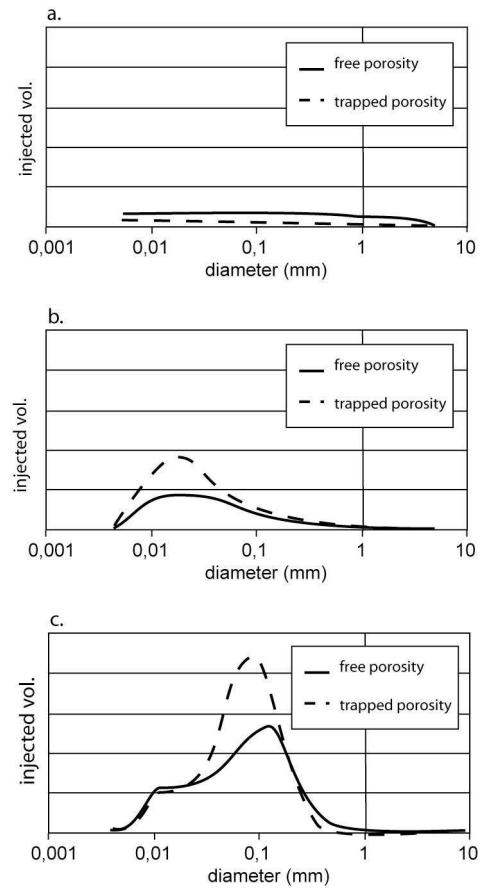 a.
injected vol.
free porosity
trapped porosity
0,001 0,01 0,1 1 10
diameter (mm)
b.
injected vol.
free porosity
trapped porosity
0,001 0,01 0,1 1 10
diameter (mm)
c.
injected vol.
free porosity
trapped porosity
0,001 0,01 0,1 1 10
diameter (mm)